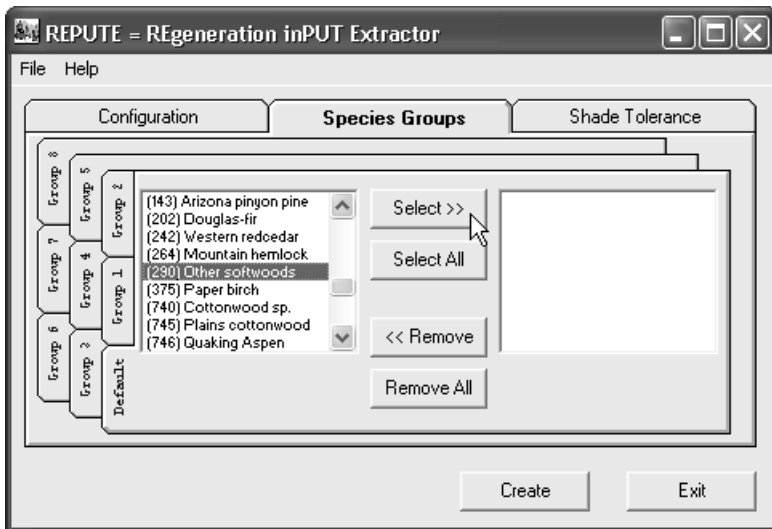 REPUTE = REgeneration inPUT Extractor
File Help
Configuration
Species Groups
Shade Tolerance
Group 8
Group 7
Group 6
Group 5
Group 4
Group 3
Group 2
Group 1
Default
(143) Arizona pinyon pine
(202) Douglas-fir
(242) Western redcedar
(264) Mountain hemlock
(290) Other softwoods
(375) Paper birch
(740) Cottonwood sp.
(745) Plains cottonwood
(746) Quaking Aspen
Select >>
Select All
<< Remove
Remove All
Create
Exit